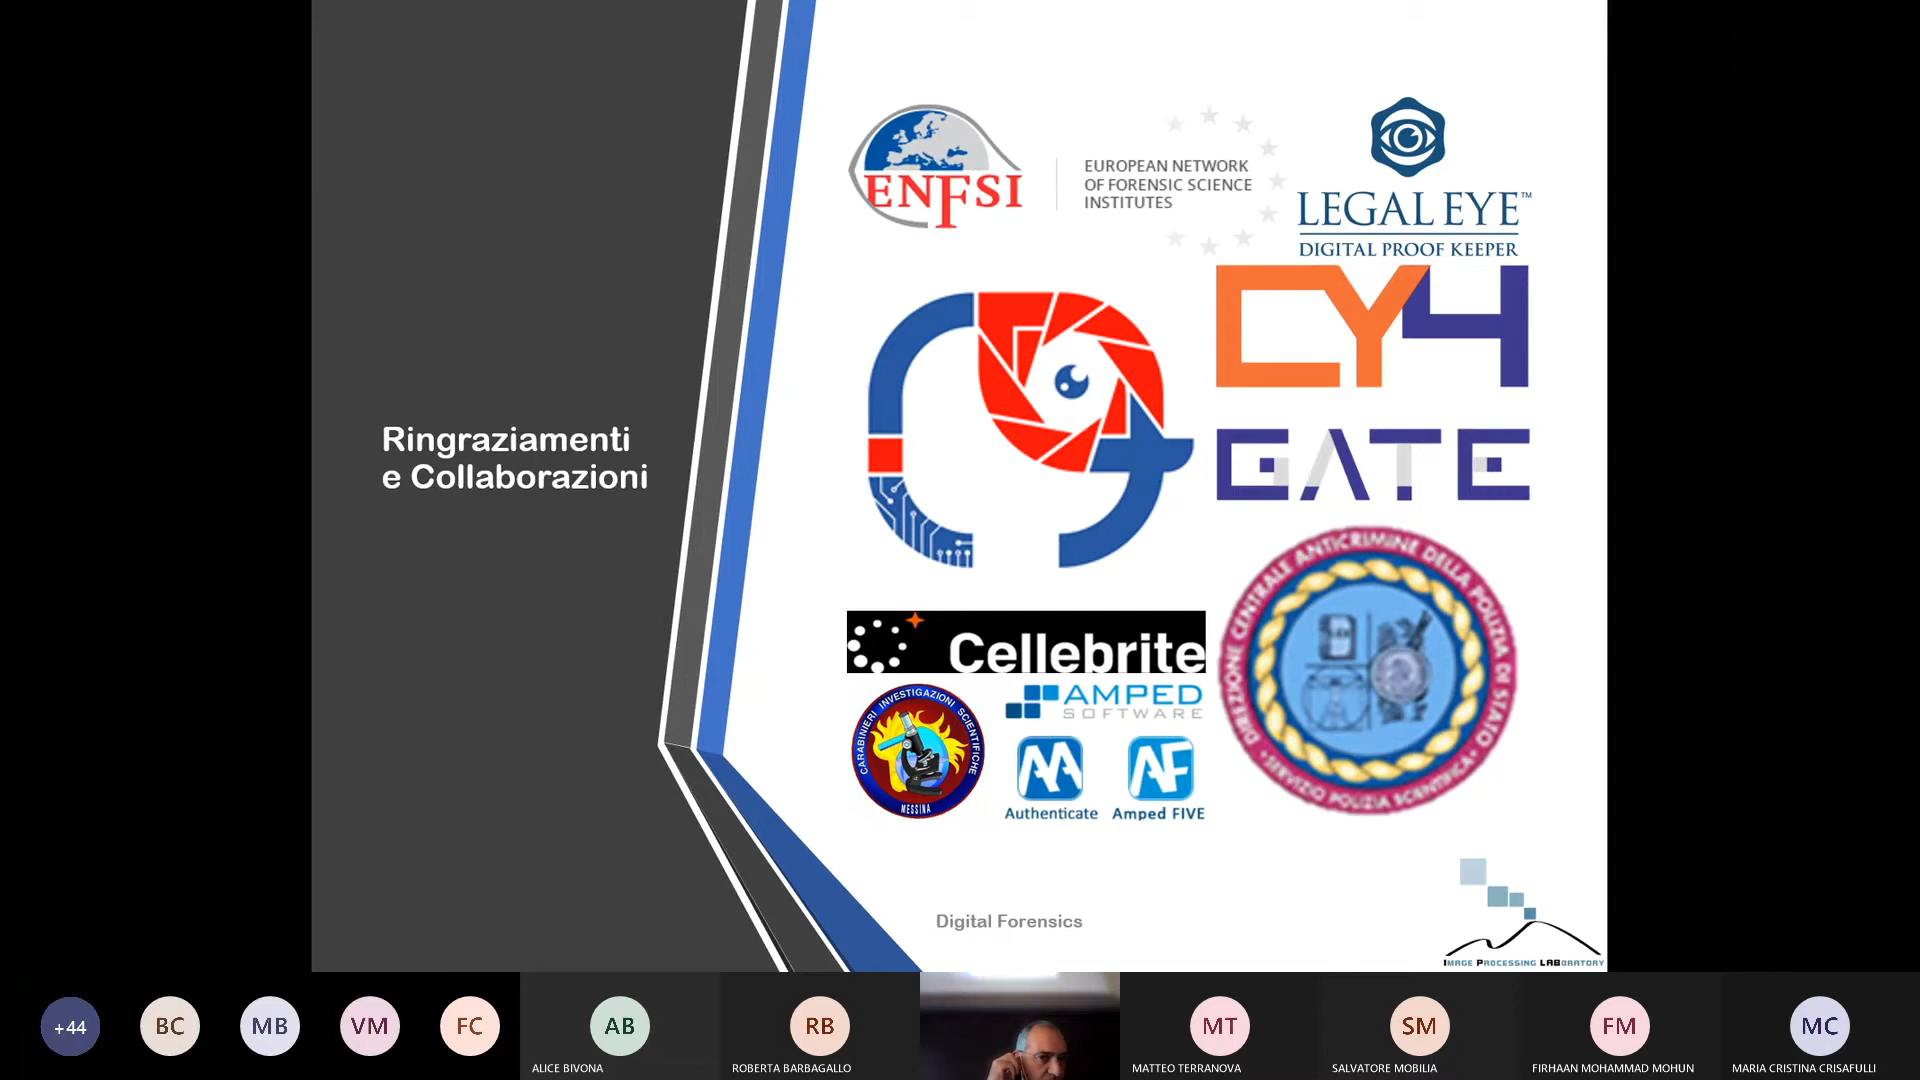 Ringraziamenti
e Collaborazioni
ENFSI
EUROPEAN NETWORK
OF FORENSIC SCIENCE
INSTITUTES
LEGAL EYE™
DIGITAL PROOF KEEPER
CY4
GATE
Cellebrite
CARABINIERI INVESTIGAZIONI SCIENTIFICHE
MESSINA
AMPED
SOFTWARE
AA
Authenticate
AF
Amped FIVE
DIREZIONE CENTRALE ANTICRIMINE DELLA POLIZIA DI STATO
• SERVIZIO POLIZIA SCIENTIFICA •
Digital Forensics
IMAGE PROCESSING LABORATORY
+44
BC
MB
VM
FC
AB
ALICE BIVONA
RB
ROBERTA BARBAGALLO
MT
MATTEO TERRANOVA
SM
SALVATORE MOBILIA
FM
FIRHAAN MOHAMMAD MOHUN
MC
MARIA CRISTINA CRISAFULLI